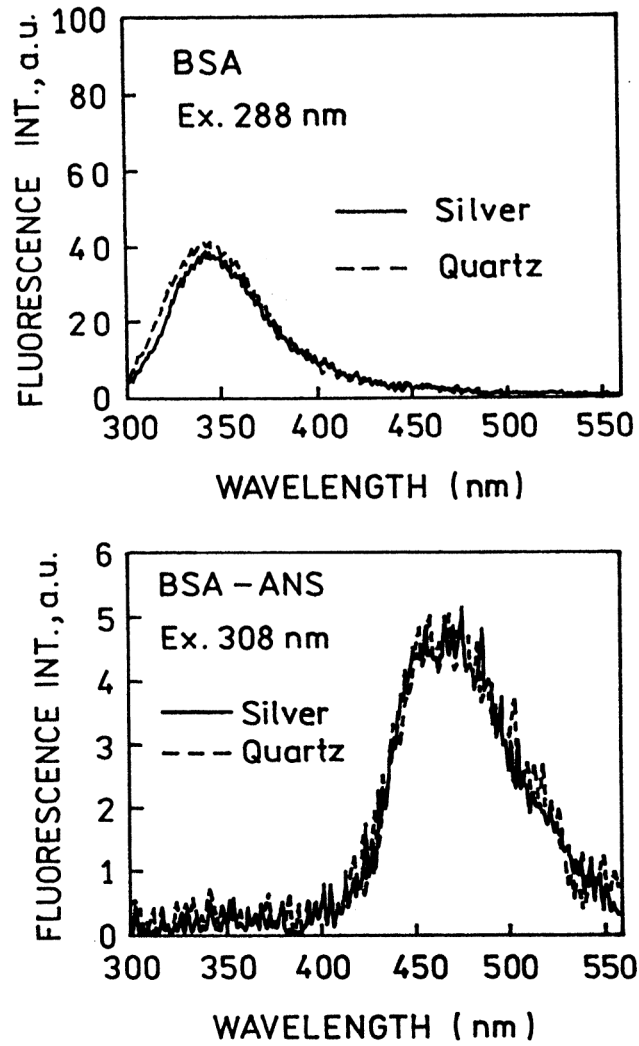 100
80
60
40
20
0
FLUORESCENCE INT., a.u.
BSA
Ex. 288 nm
Silver
Quartz
300 350 400 450 500 550
WAVELENGTH (nm)
6
5
4
3
2
1
0
FLUORESCENCE INT., a.u.
BSA - ANS
Ex. 308 nm
Silver
Quartz
300 350 400 450 500 550
WAVELENGTH (nm)